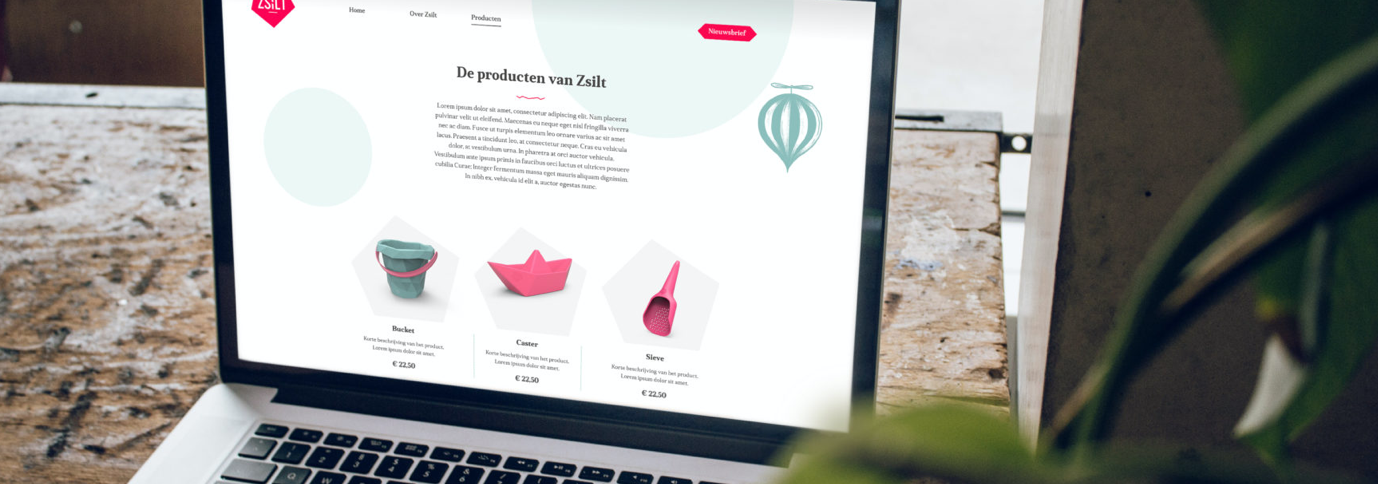 ZSILT
Home
Over Zsilt
Producten
Nieuwsbrief
De producten van Zsilt
Lorem ipsum dolor sit amet, consectetur adipiscing elit. Nam placerat
pulvinar velit ut eleifend. Maecenas eu neque eget nisl fringilla viverra
nec ac diam. Fusce ut turpis elementum leo ornare varius ac sit amet
lacus. Praesent a tincidunt leo, at consectetur neque. Cras eu vehicula
dolor, at vestibulum urna. In pharetra at orci auctor vehicula.
Vestibulum ante ipsum primis in faucibus orci luctus et ultrices posuere
cubilia Curae; Integer fermentum massa eget mauris aliquam dignissim.
In nibh ex, vehicula id elit a, auctor egestas nunc.
Bucket
Korte beschrijving van het product.
Lorem ipsum dolor sit amet.
€ 22,50
Caster
Korte beschrijving van het product.
Lorem ipsum dolor sit amet.
€ 22,50
Sieve
Korte beschrijving van het product.
Lorem ipsum dolor sit amet.
€ 22,50